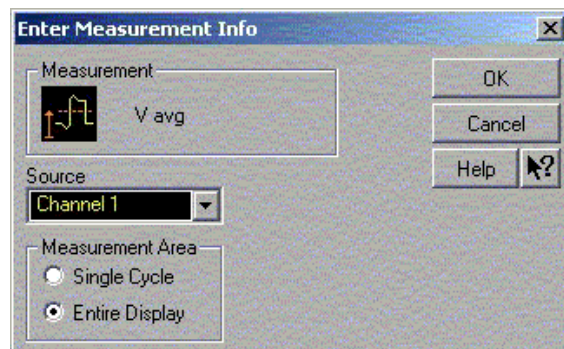 Enter Measurement Info
Measurement
V avg
OK
Cancel
Help
Source
Channel 1
Measurement Area
Single Cycle
Entire Display